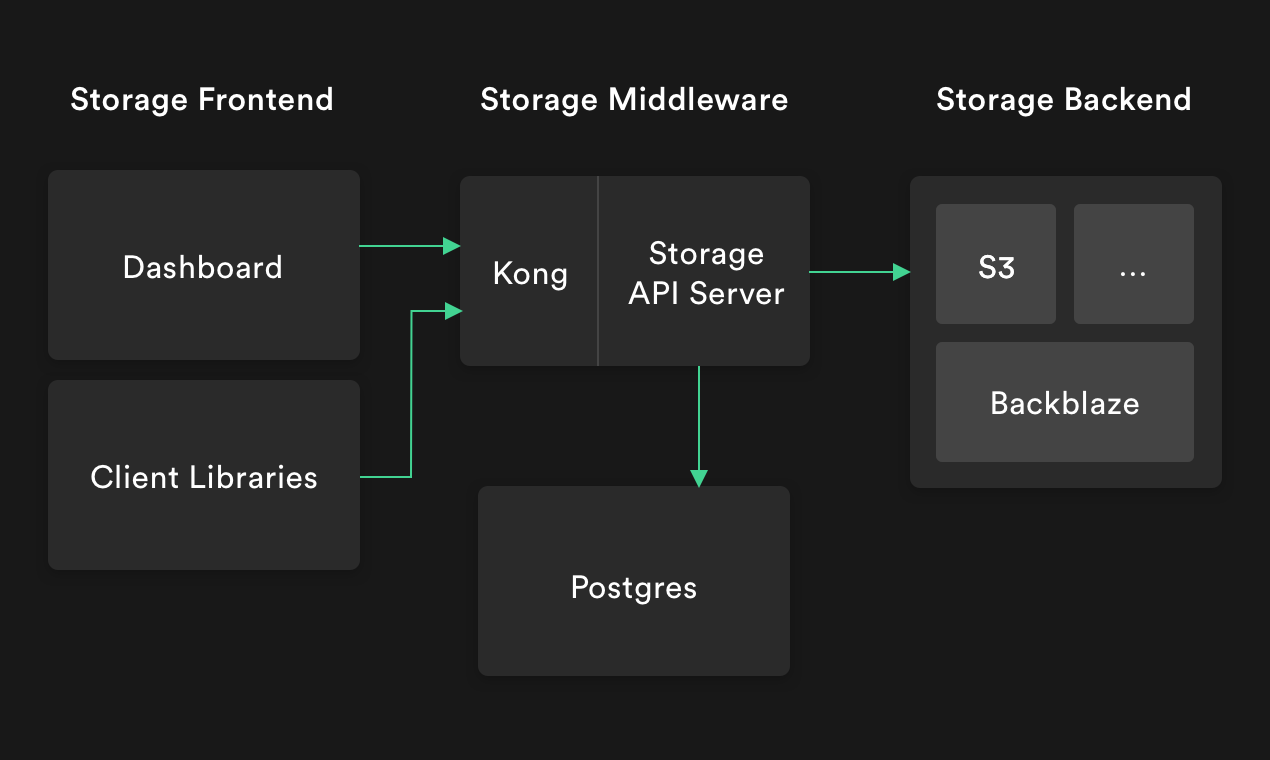 Storage Frontend
Storage Middleware
Storage Backend
Dashboard
Client Libraries
Kong
Storage
API Server
Postgres
S3
...
Backblaze